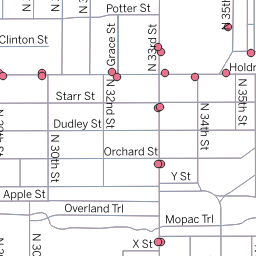 Potter St
N 35th
Grace St
N 33rd St
Clinton St
Holdr
Starr St
N 32nd St
N 35th St
N 34th St
Dudley St
N 30th St
Orchard St
Y St
Apple St
Overland Trl
Mopac Trl
X St